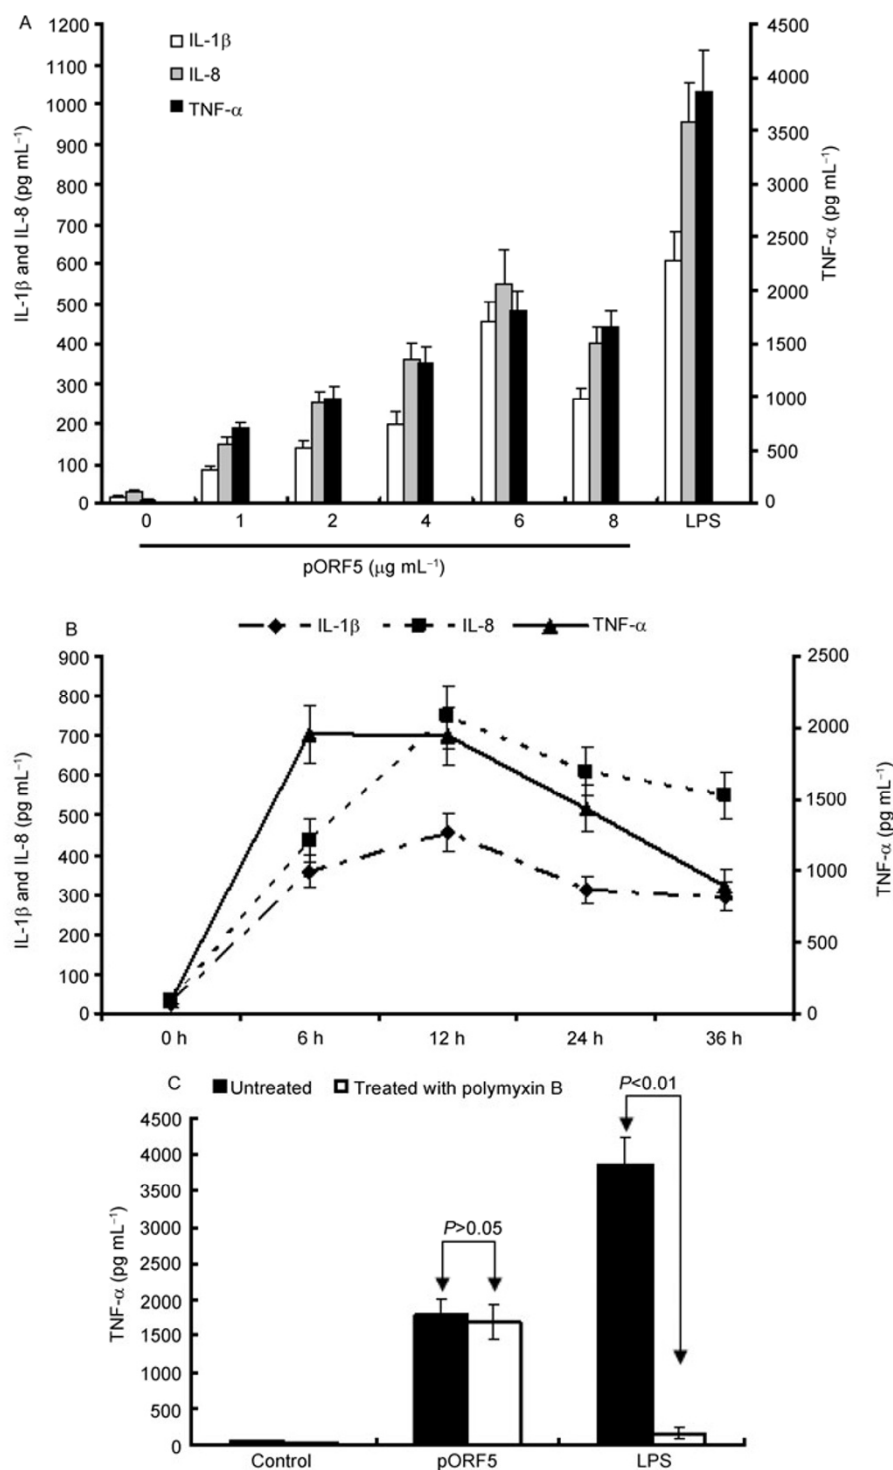 A
IL-1β
IL-8
TNF-α
1200
1100
1000
900
800
700
600
500
400
300
200
100
0
IL-1β and IL-8 (pg mL⁻¹)
4500
4000
3500
3000
2500
2000
1500
1000
500
0
TNF-α (pg mL⁻¹)
0 1 2 4 6 8 LPS
pORF5 (μg mL⁻¹)
B
IL-1β IL-8 TNF-α
900
800
700
600
500
400
300
200
100
0
IL-1β and IL-8 (pg mL⁻¹)
2500
2000
1500
1000
500
0
TNF-α (pg mL⁻¹)
0 h 6 h 12 h 24 h 36 h
C
Untreated Treated with polymyxin B
P<0.01
P>0.05
4500
4000
3500
3000
2500
2000
1500
1000
500
0
TNF-α (pg mL⁻¹)
Control pORF5 LPS